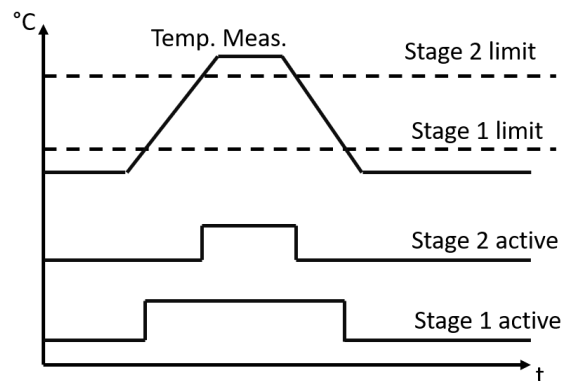 °C
Temp. Meas.
Stage 2 limit
Stage 1 limit
Stage 2 active
Stage 1 active
t